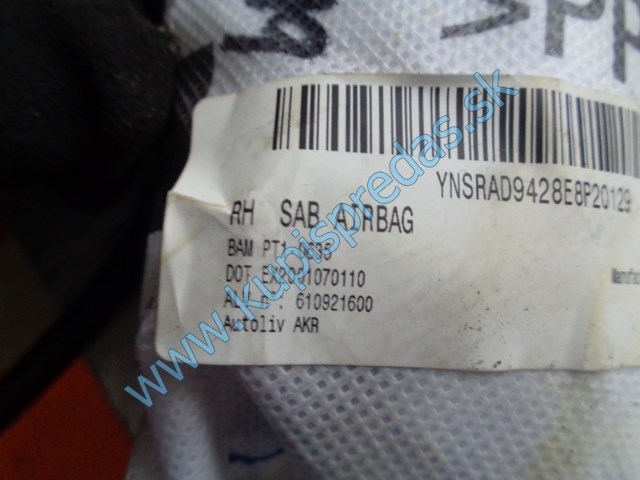 YNSRAD9428E8P20129
RH SAB AIRBAG
BAM PT1
DOT
610921600
Autoliv AKR
www.kupispredas.sk